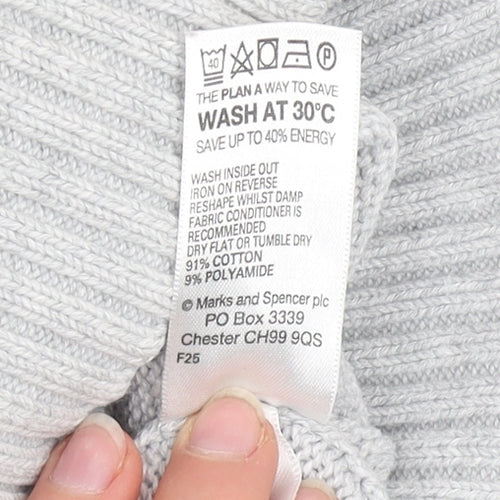 40 P
THE PLAN A WAY TO SAVE
WASH AT 30°C
SAVE UP TO 40% ENERGY
WASH INSIDE OUT
IRON ON REVERSE
RESHAPE WHILST DAMP
FABRIC CONDITIONER IS
RECOMMENDED
DRY FLAT OR TUMBLE DRY
91% COTTON
9% POLYAMIDE
© Marks and Spencer plc
PO Box 3339
Chester CH99 9QS
F25